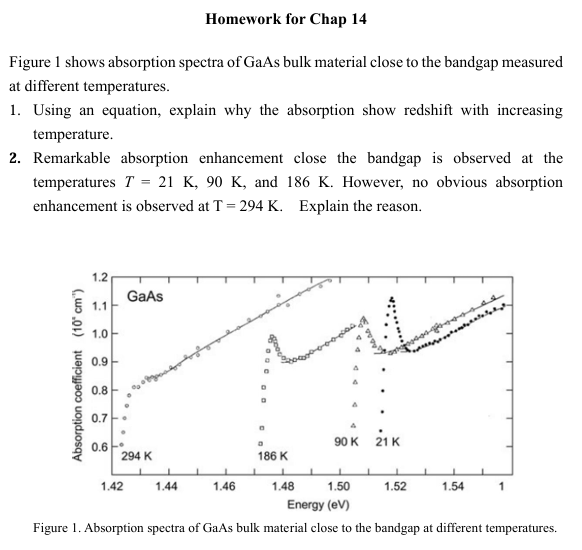 Homework for Chap 14
Figure 1 shows absorption spectra of GaAs bulk material close to the bandgap measured
at different temperatures.
1. Using an equation, explain why the absorption show redshift with increasing
temperature.
2. Remarkable absorption enhancement close the bandgap is observed at the
temperatures T = 21 K, 90 K, and 186 K. However, no obvious absorption
enhancement is observed at T = 294 K. Explain the reason.
GaAs
Absorption coefficient
1.2
1.1
1.0
0.9
0.8
0.7
0.6
294 K
186 K
90 K
21 K
1.42 1.44 1.46 1.48 1.50 1.52 1.54 1
Energy (eV)
Figure 1. Absorption spectra of GaAs bulk material close to the bandgap at different temperatures.